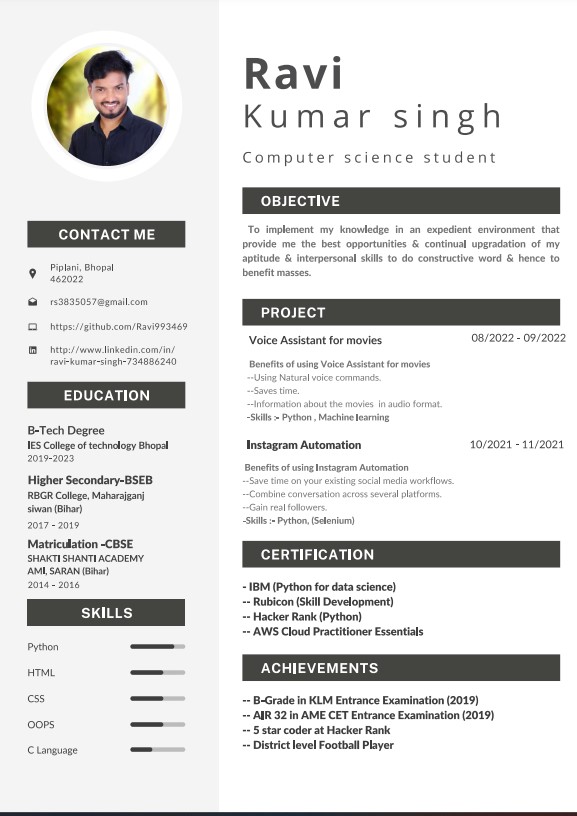 Ravi
Kumar singh
Computer science student
CONTACT ME
Piplani, Bhopal
462022
rs3835057@gmail.com
https://github.com/Ravi993469
http://www.linkedin.com/in/
ravi-kumar-singh-734886240
EDUCATION
B-Tech Degree
IES College of technology Bhopal
2019-2023
Higher Secondary-BSEB
RBGR College, Maharajganj
siwan (Bihar)
2017 - 2019
Matriculation -CBSE
SHAKTI SHANTI ACADEMY
AMI, SARAN (Bihar)
2014 - 2016
SKILLS
Python
HTML
CSS
OOPS
C Language
OBJECTIVE
To implement my knowledge in an expedient environment that
provide me the best opportunities & continual upgradation of my
aptitude & interpersonal skills to do constructive word & hence to
benefit masses.
PROJECT
Voice Assistant for movies 08/2022 - 09/2022
Benefits of using Voice Assistant for movies
--Using Natural voice commands.
--Saves time.
--Information about the movies in audio format.
-Skills :- Python , Machine learning
Instagram Automation 10/2021 - 11/2021
Benefits of using Instagram Automation
--Save time on your existing social media workflows.
--Combine conversation across several platforms.
--Gain real followers.
-Skills :- Python, (Selenium)
CERTIFICATION
- IBM (Python for data science)
-- Rubicon (Skill Development)
-- Hacker Rank (Python)
-- AWS Cloud Practitioner Essentials
ACHIEVEMENTS
-- B-Grade in KLM Entrance Examination (2019)
-- AIR 32 in AME CET Entrance Examination (2019)
-- 5 star coder at Hacker Rank
-- District level Football Player